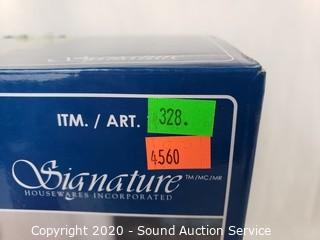 ITM. / ART. 328.
4560
Signature TM/MC/MR
HOUSEWARES INCORPORATED
Copyright 2020 - Sound Auction Service